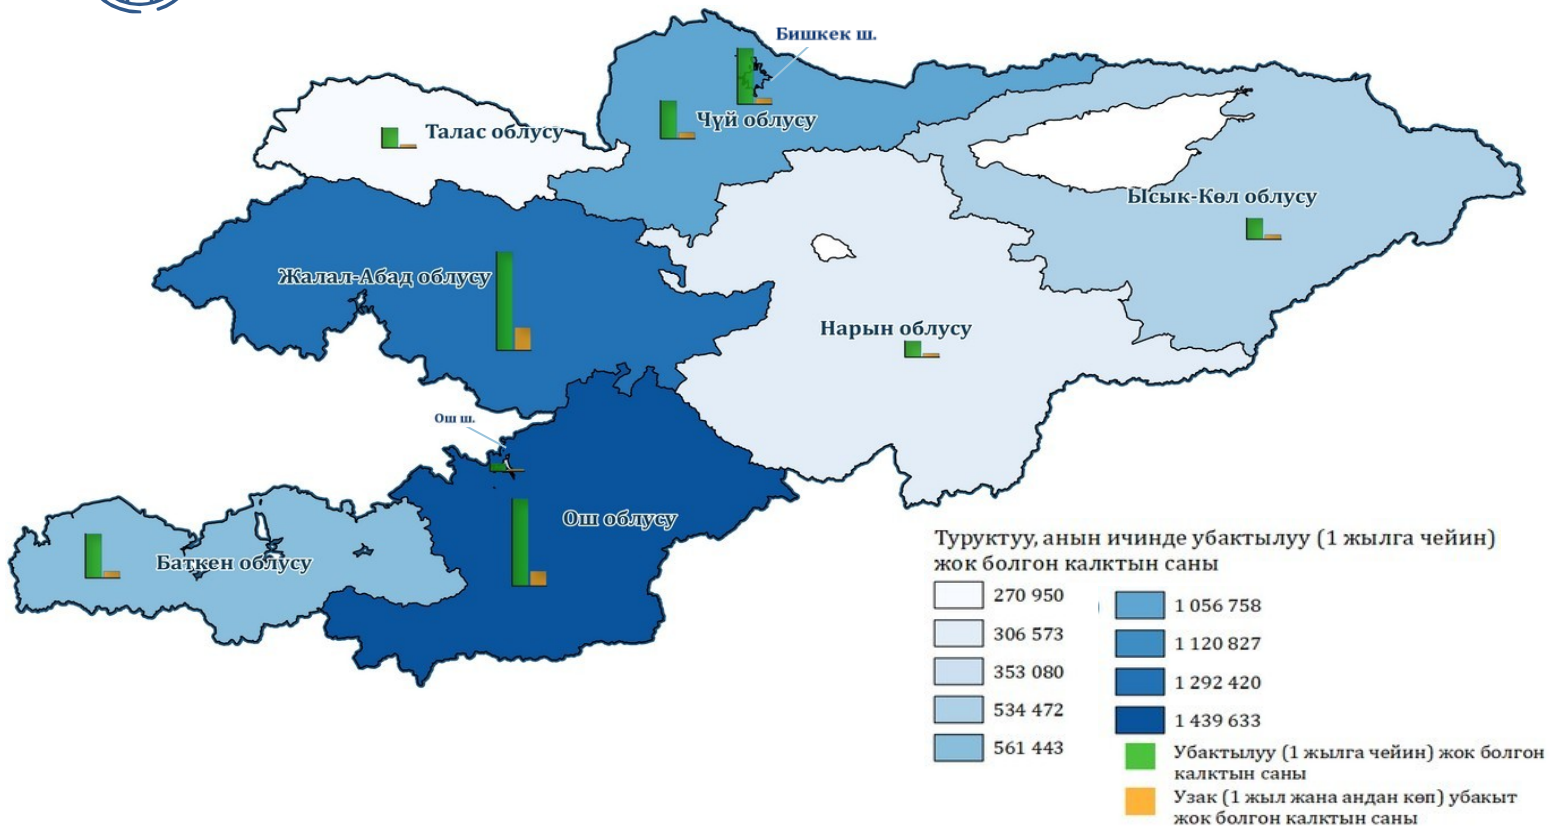 Бишкек ш.
Талас облусу
Чүй облусу
Ысык-Көл облусу
Жалал-Абад облусу
Нарын облусу
Ош ш.
Ош облусу
Баткен облусу
Туруктуу, анын ичинде убактылуу (1 жылга чейин)
жок болгон калктын саны
270 950
306 573
353 080
534 472
561 443
1 056 758
1 120 827
1 292 420
1 439 633
Убактылуу (1 жылга чейин) жок болгон
калктын саны
Узак (1 жыл жана андан көп) убакыт
жок болгон калктын саны